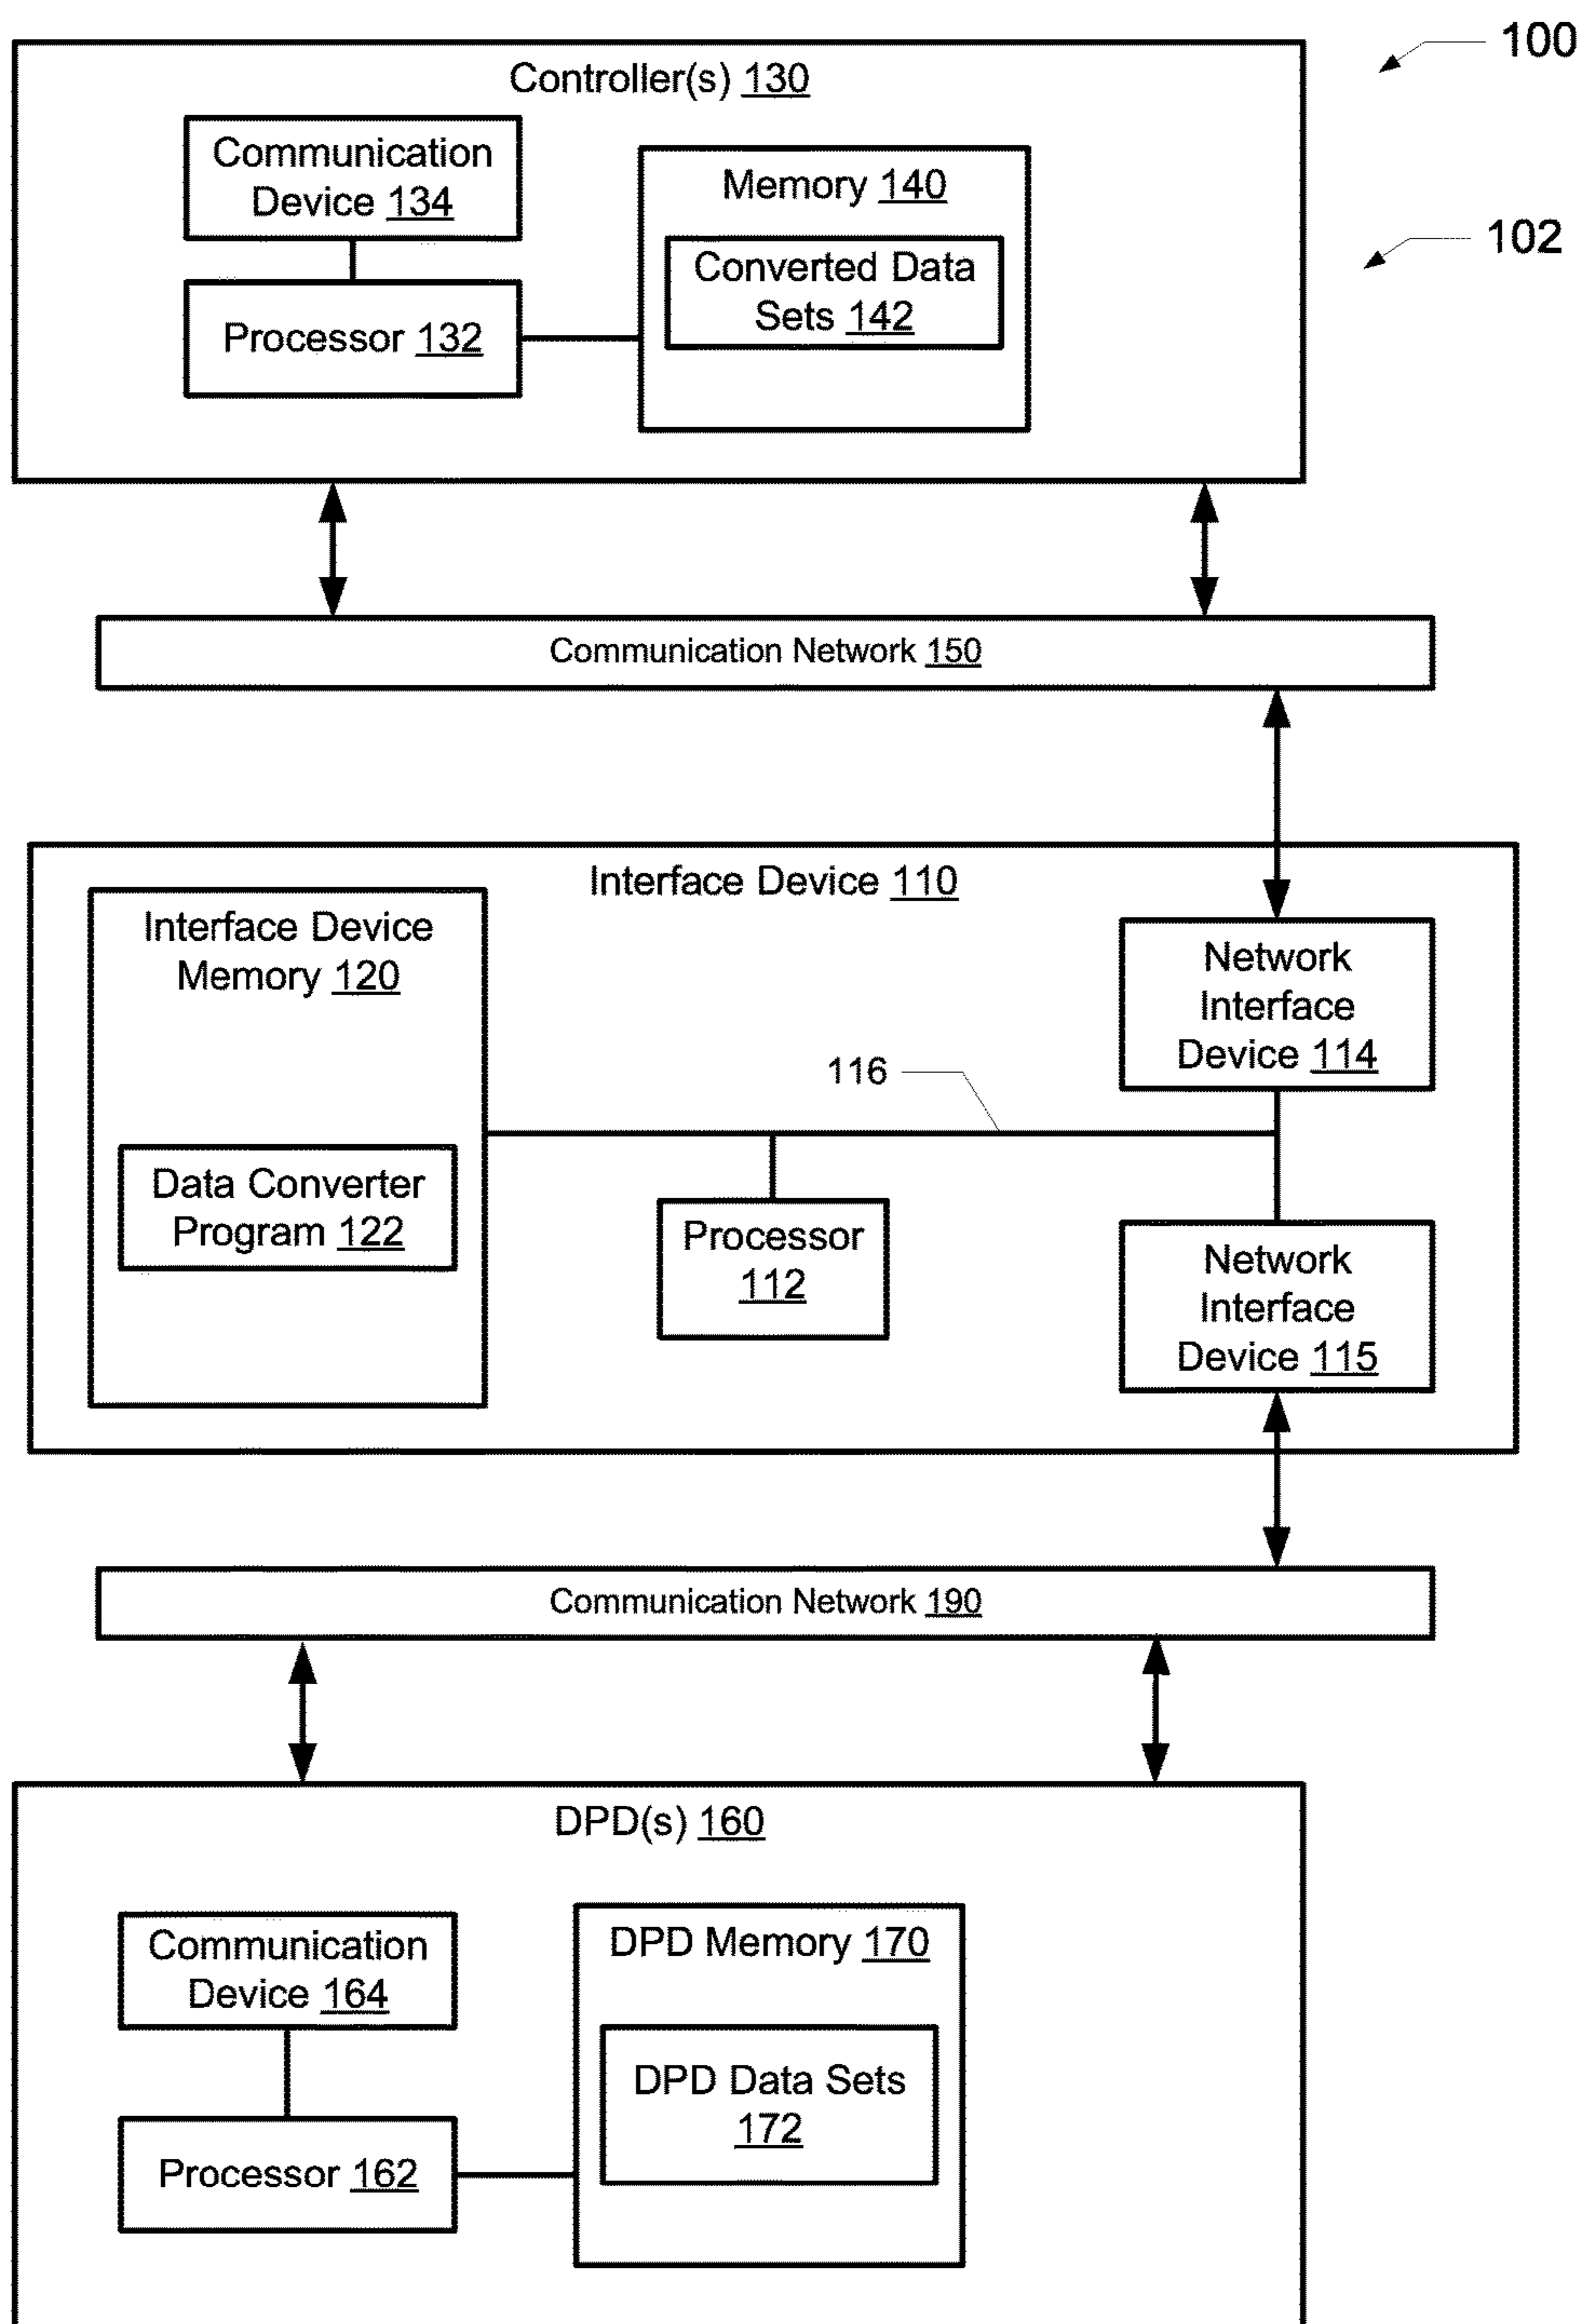 100
Controller(s) 130
Communication
Device 134
Memory 140
102
Converted Data
Sets 142
Processor 132
Communication Network 150
Interface Device 110
Interface Device
Memory 120
Network
Interface
Device 114
116
Data Converter
Program 122
Processor
112
Network
Interface
Device 115
Communication Network 190
DPD(s) 160
Communication
Device 164
DPD Memory 170
DPD Data Sets
172
Processor 162